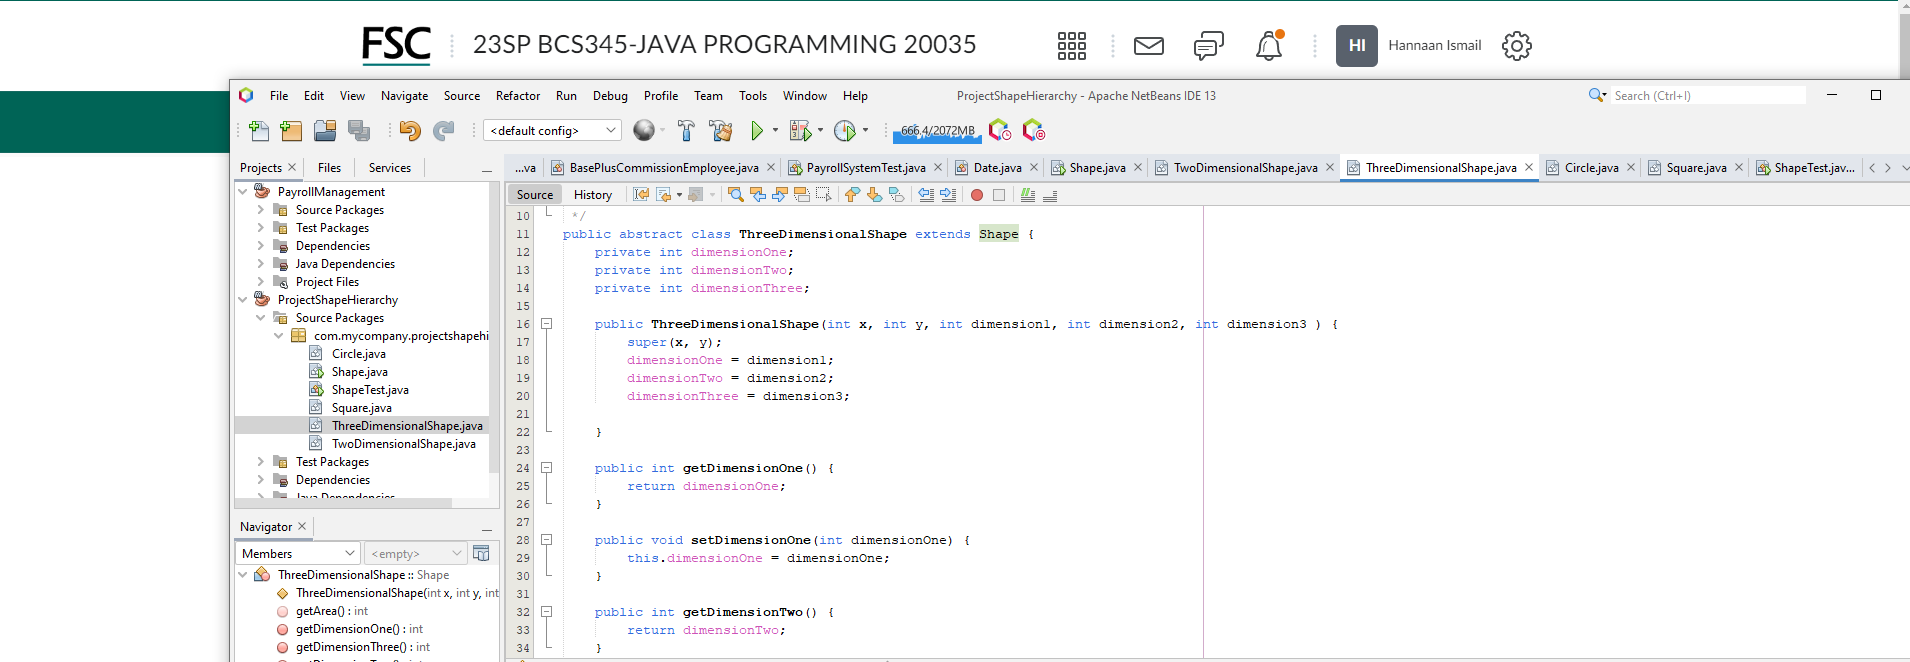 FSC 23SP BCS345-JAVA PROGRAMMING 20035 HI Hannaan Ismail
File Edit View Navigate Source Refactor Run Debug Profile Team Tools Window Help ProjectShapeHierarchy - Apache NetBeans IDE 13 Search (Ctrl+I)
<default config> 666.4/2072MB
Projects Files Services
...va BasePlusCommissionEmployee.java PayrollSystemTest.java Date.java Shape.java TwoDimensionalShape.java ThreeDimensionalShape.java Circle.java Square.java ShapeTest.jav...
PayrollManagement
Source Packages
Test Packages
Dependencies
Java Dependencies
Project Files
ProjectShapeHierarchy
Source Packages
com.mycompany.projectshapehi
Circle.java
Shape.java
ShapeTest.java
Square.java
ThreeDimensionalShape.java
TwoDimensionalShape.java
Test Packages
Dependencies
Java Dependencies
Navigator
Members <empty>
ThreeDimensionalShape :: Shape
ThreeDimensionalShape(int x, int y, int
getArea() : int
getDimensionOne() : int
getDimensionThree() : int
Source History
10 */
11 public abstract class ThreeDimensionalShape extends Shape {
12 private int dimensionOne;
13 private int dimensionTwo;
14 private int dimensionThree;
15
16 public ThreeDimensionalShape(int x, int y, int dimension1, int dimension2, int dimension3 ) {
17 super(x, y);
18 dimensionOne = dimension1;
19 dimensionTwo = dimension2;
20 dimensionThree = dimension3;
21
22 }
23
24 public int getDimensionOne() {
25 return dimensionOne;
26 }
27
28 public void setDimensionOne(int dimensionOne) {
29 this.dimensionOne = dimensionOne;
30 }
31
32 public int getDimensionTwo() {
33 return dimensionTwo;
34 }